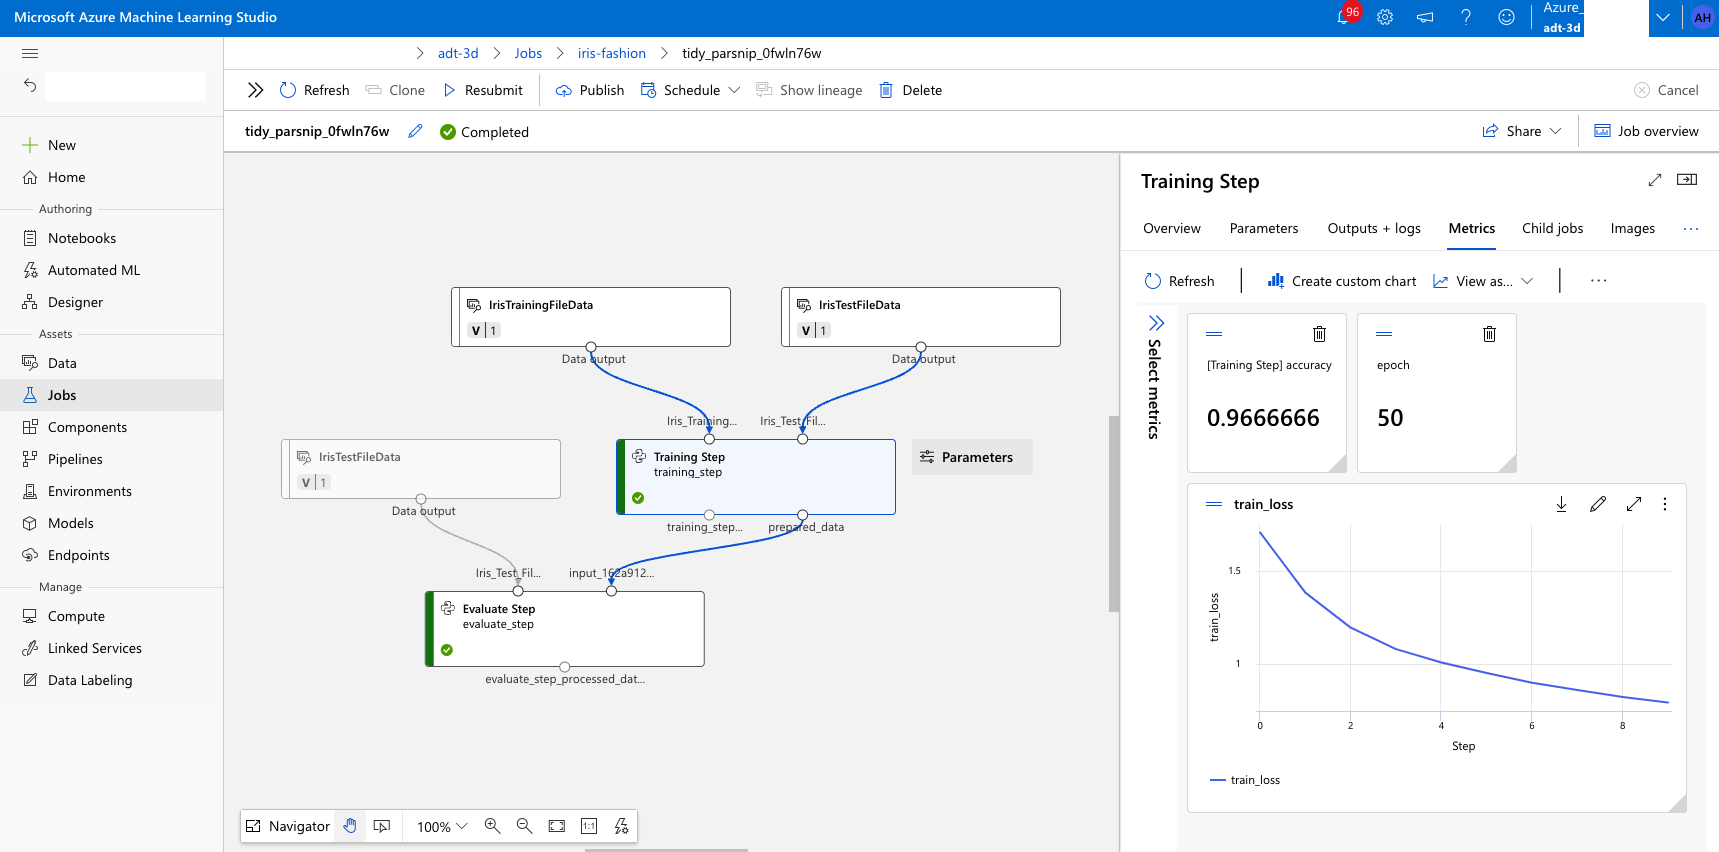 Microsoft Azure Machine Learning Studio
96
Azure_
adt-3d
AH
adt-3d
Jobs
iris-fashion
tidy_parsnip_0fwln76w
Refresh
Clone
Resubmit
Publish
Schedule
Show lineage
Delete
Cancel
tidy_parsnip_0fwln76w
Completed
Share
Job overview
New
Home
Authoring
Notebooks
Automated ML
Designer
Assets
Data
Jobs
Components
Pipelines
Environments
Models
Endpoints
Manage
Compute
Linked Services
Data Labeling
IrisTrainingFileData
V 1
Data output
IrisTestFileData
V 1
Data output
Iris_Training...
Iris_Test_Fil...
IrisTestFileData
V 1
Data output
Training Step
training_step
Parameters
training_step...
prepared_data
Iris_Test_Fil...
input_162a912...
Evaluate Step
evaluate_step
evaluate_step_processed_dat...
Navigator
100%
1:1
Training Step
Overview
Parameters
Outputs + logs
Metrics
Child jobs
Images
Refresh
Create custom chart
View as...
Select metrics
[Training Step] accuracy
0.9666666
epoch
50
train_loss
1.5
1
train_loss
0 2 4 6 8
Step
train_loss